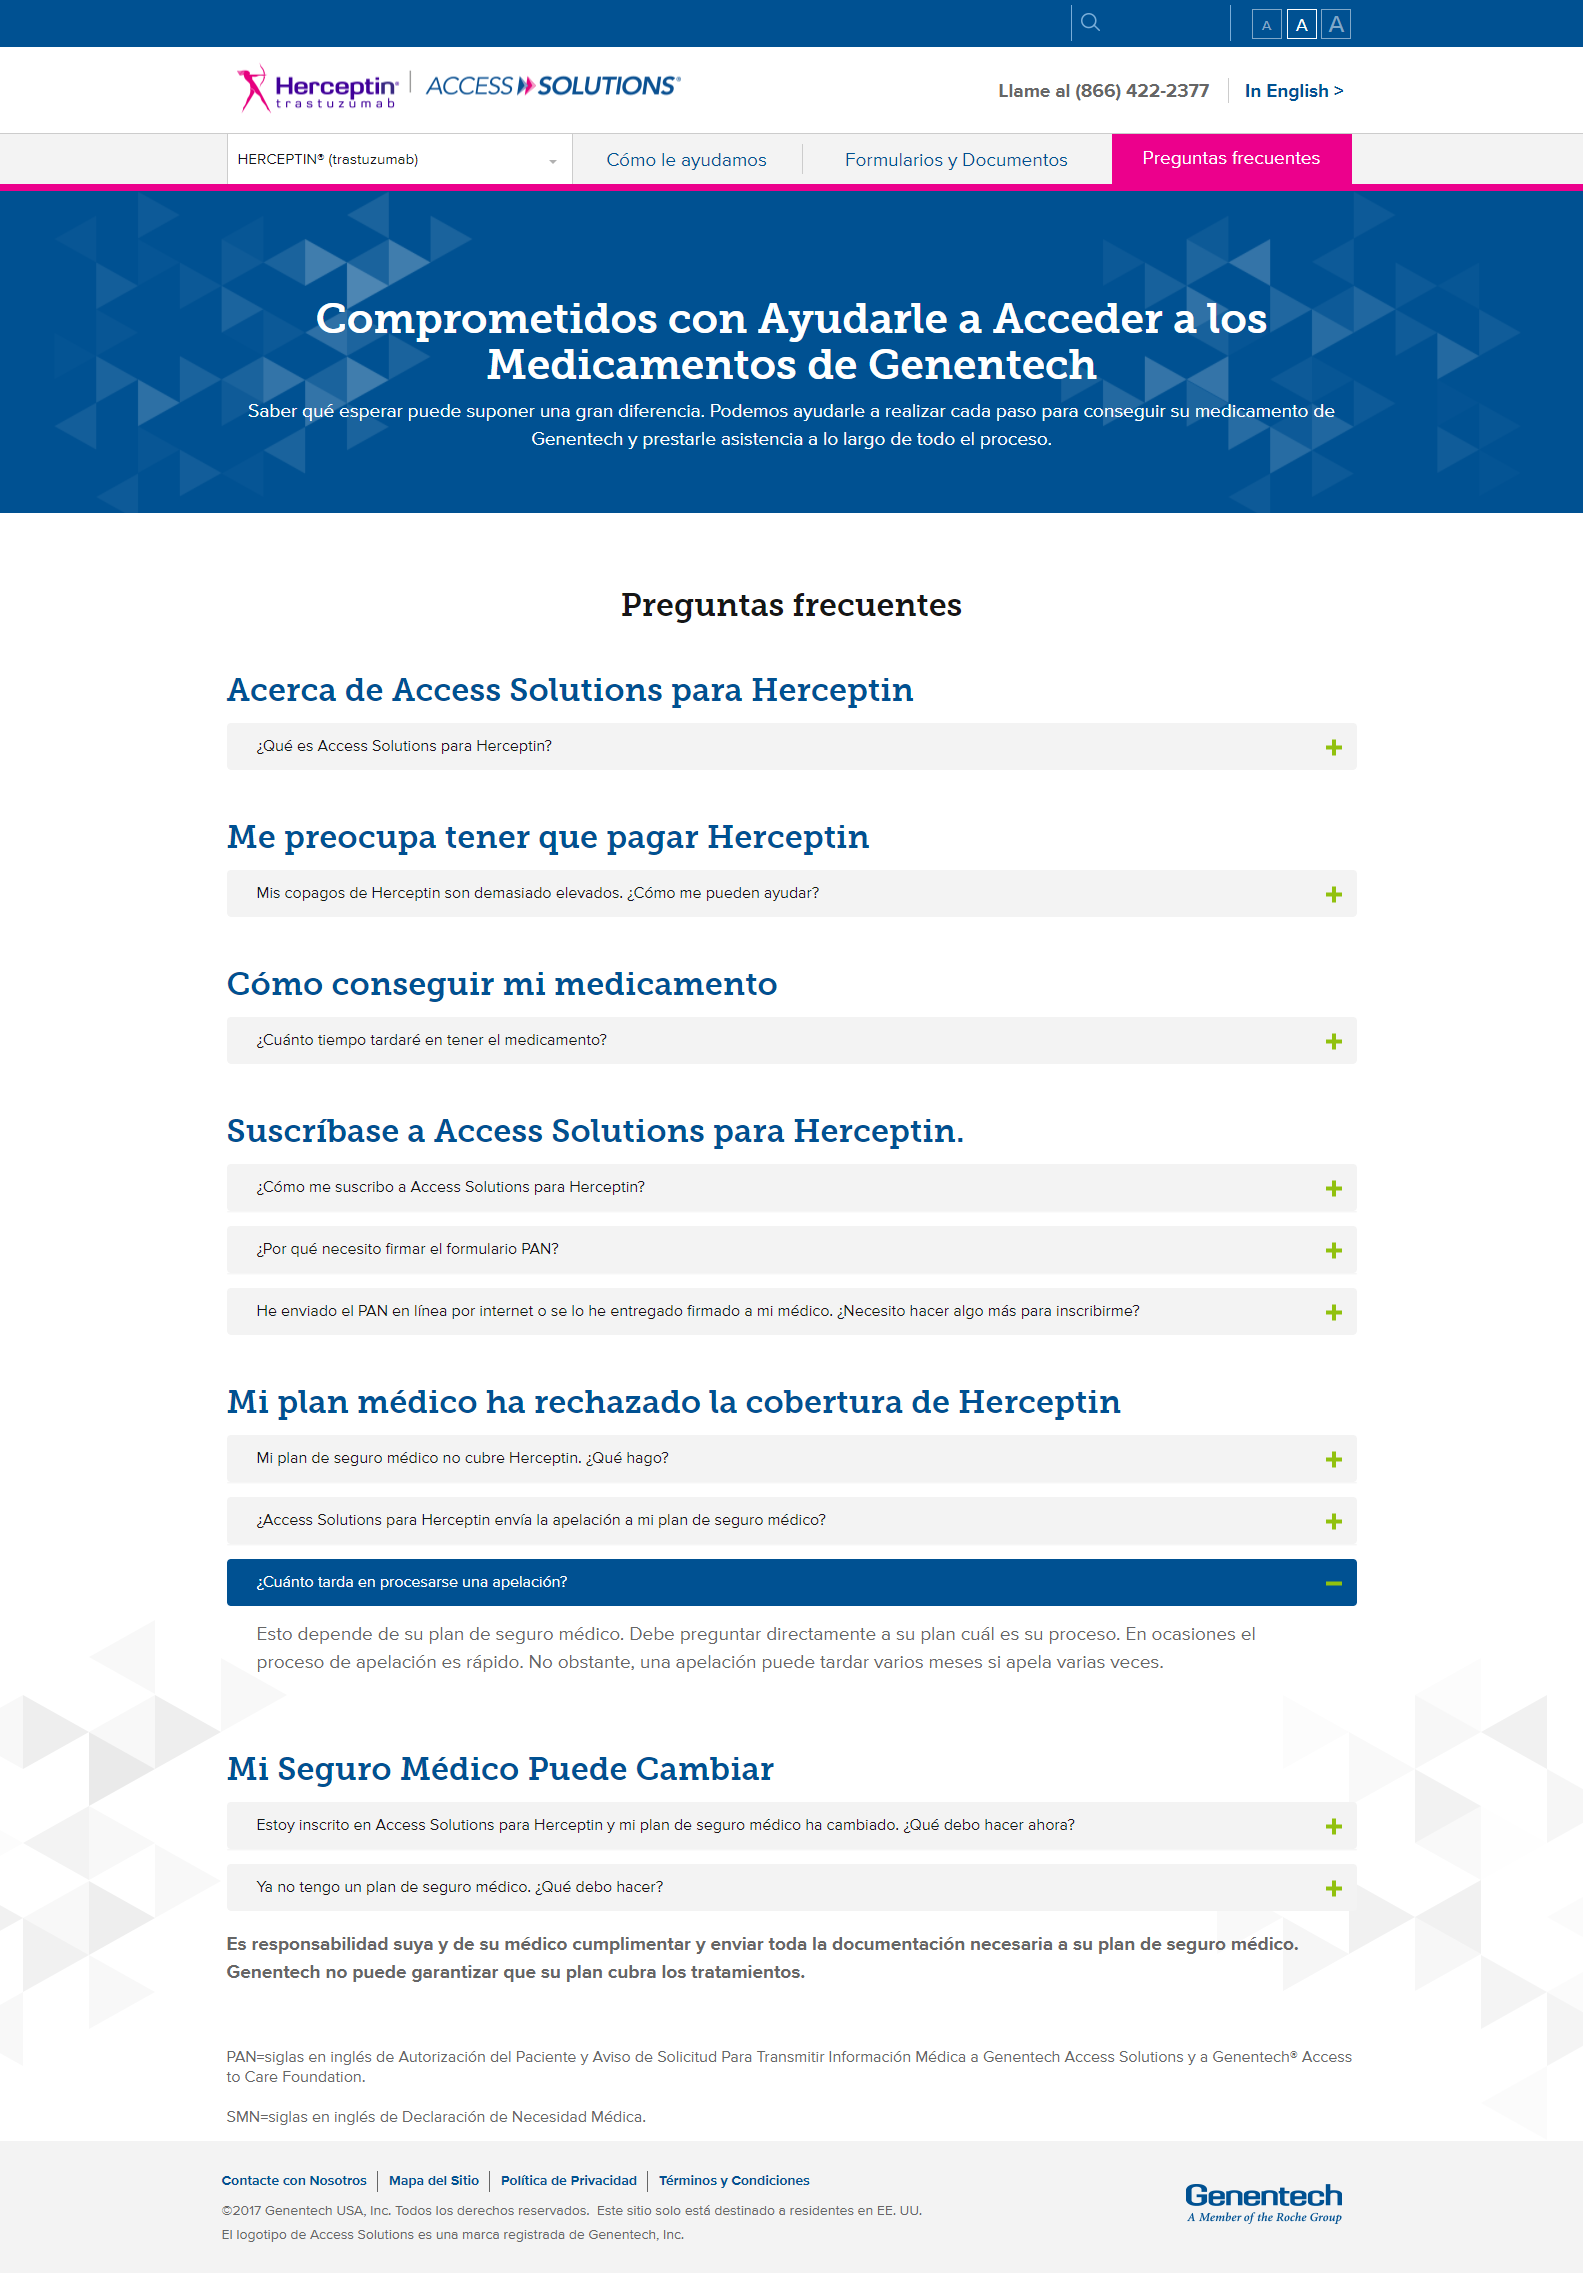 A A A
Herceptin®
trastuzumab
ACCESS SOLUTIONS®
Llame al (866) 422-2377
In English >
HERCEPTIN® (trastuzumab)
Cómo le ayudamos
Formularios y Documentos
Preguntas frecuentes
Comprometidos con Ayudarle a Acceder a los
Medicamentos de Genentech
Saber qué esperar puede suponer una gran diferencia. Podemos ayudarle a realizar cada paso para conseguir su medicamento de
Genentech y prestarle asistencia a lo largo de todo el proceso.
Preguntas frecuentes
Acerca de Access Solutions para Herceptin
¿Qué es Access Solutions para Herceptin?
Me preocupa tener que pagar Herceptin
Mis copagos de Herceptin son demasiado elevados. ¿Cómo me pueden ayudar?
Cómo conseguir mi medicamento
¿Cuánto tiempo tardaré en tener el medicamento?
Suscríbase a Access Solutions para Herceptin.
¿Cómo me suscribo a Access Solutions para Herceptin?
¿Por qué necesito firmar el formulario PAN?
He enviado el PAN en línea por internet o se lo he entregado firmado a mi médico. ¿Necesito hacer algo más para inscribirme?
Mi plan médico ha rechazado la cobertura de Herceptin
Mi plan de seguro médico no cubre Herceptin. ¿Qué hago?
¿Access Solutions para Herceptin envía la apelación a mi plan de seguro médico?
¿Cuánto tarda en procesarse una apelación?
Esto depende de su plan de seguro médico. Debe preguntar directamente a su plan cuál es su proceso. En ocasiones el
proceso de apelación es rápido. No obstante, una apelación puede tardar varios meses si apela varias veces.
Mi Seguro Médico Puede Cambiar
Estoy inscrito en Access Solutions para Herceptin y mi plan de seguro médico ha cambiado. ¿Qué debo hacer ahora?
Ya no tengo un plan de seguro médico. ¿Qué debo hacer?
Es responsabilidad suya y de su médico cumplimentar y enviar toda la documentación necesaria a su plan de seguro médico.
Genentech no puede garantizar que su plan cubra los tratamientos.
PAN=siglas en inglés de Autorización del Paciente y Aviso de Solicitud Para Transmitir Información Médica a Genentech Access Solutions y a Genentech® Access
to Care Foundation.
SMN=siglas en inglés de Declaración de Necesidad Médica.
Contacte con Nosotros
Mapa del Sitio
Política de Privacidad
Términos y Condiciones
©2017 Genentech USA, Inc. Todos los derechos reservados.  Este sitio solo está destinado a residentes en EE. UU.
El logotipo de Access Solutions es una marca registrada de Genentech, Inc.
Genentech
A Member of the Roche Group